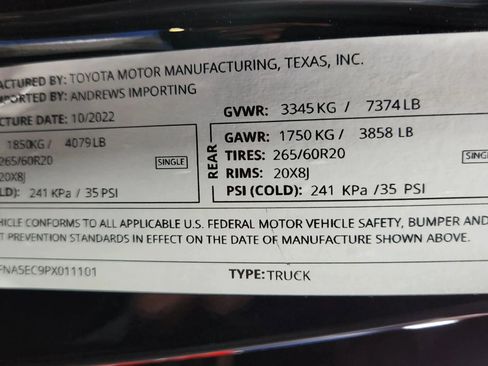 ACTURED BY: TOYOTA MOTOR MANUFACTURING, TEXAS, INC.
PORTED BY: ANDREWS IMPORTING
ACTURE DATE: 10/2022
GVWR: 3345 KG / 7374 LB
1850KG / 4079 LB
265/60R20
20X8J
LD): 241 KPa / 35 PSI
SINGLE
REAR
GAWR: 1750 KG / 3858 LB
TIRES: 265/60R20
RIMS: 20X8J
PSI (COLD): 241 KPa /35 PSI
SING
EHICLE CONFORMS TO ALL APPLICABLE U.S. FEDERAL MOTOR VEHICLE SAFETY, BUMPER AND
T PREVENTION STANDARDS IN EFFECT ON THE DATE OF MANUFACTURE SHOWN ABOVE.
FNA5EC9PX011101
TYPE: TRUCK